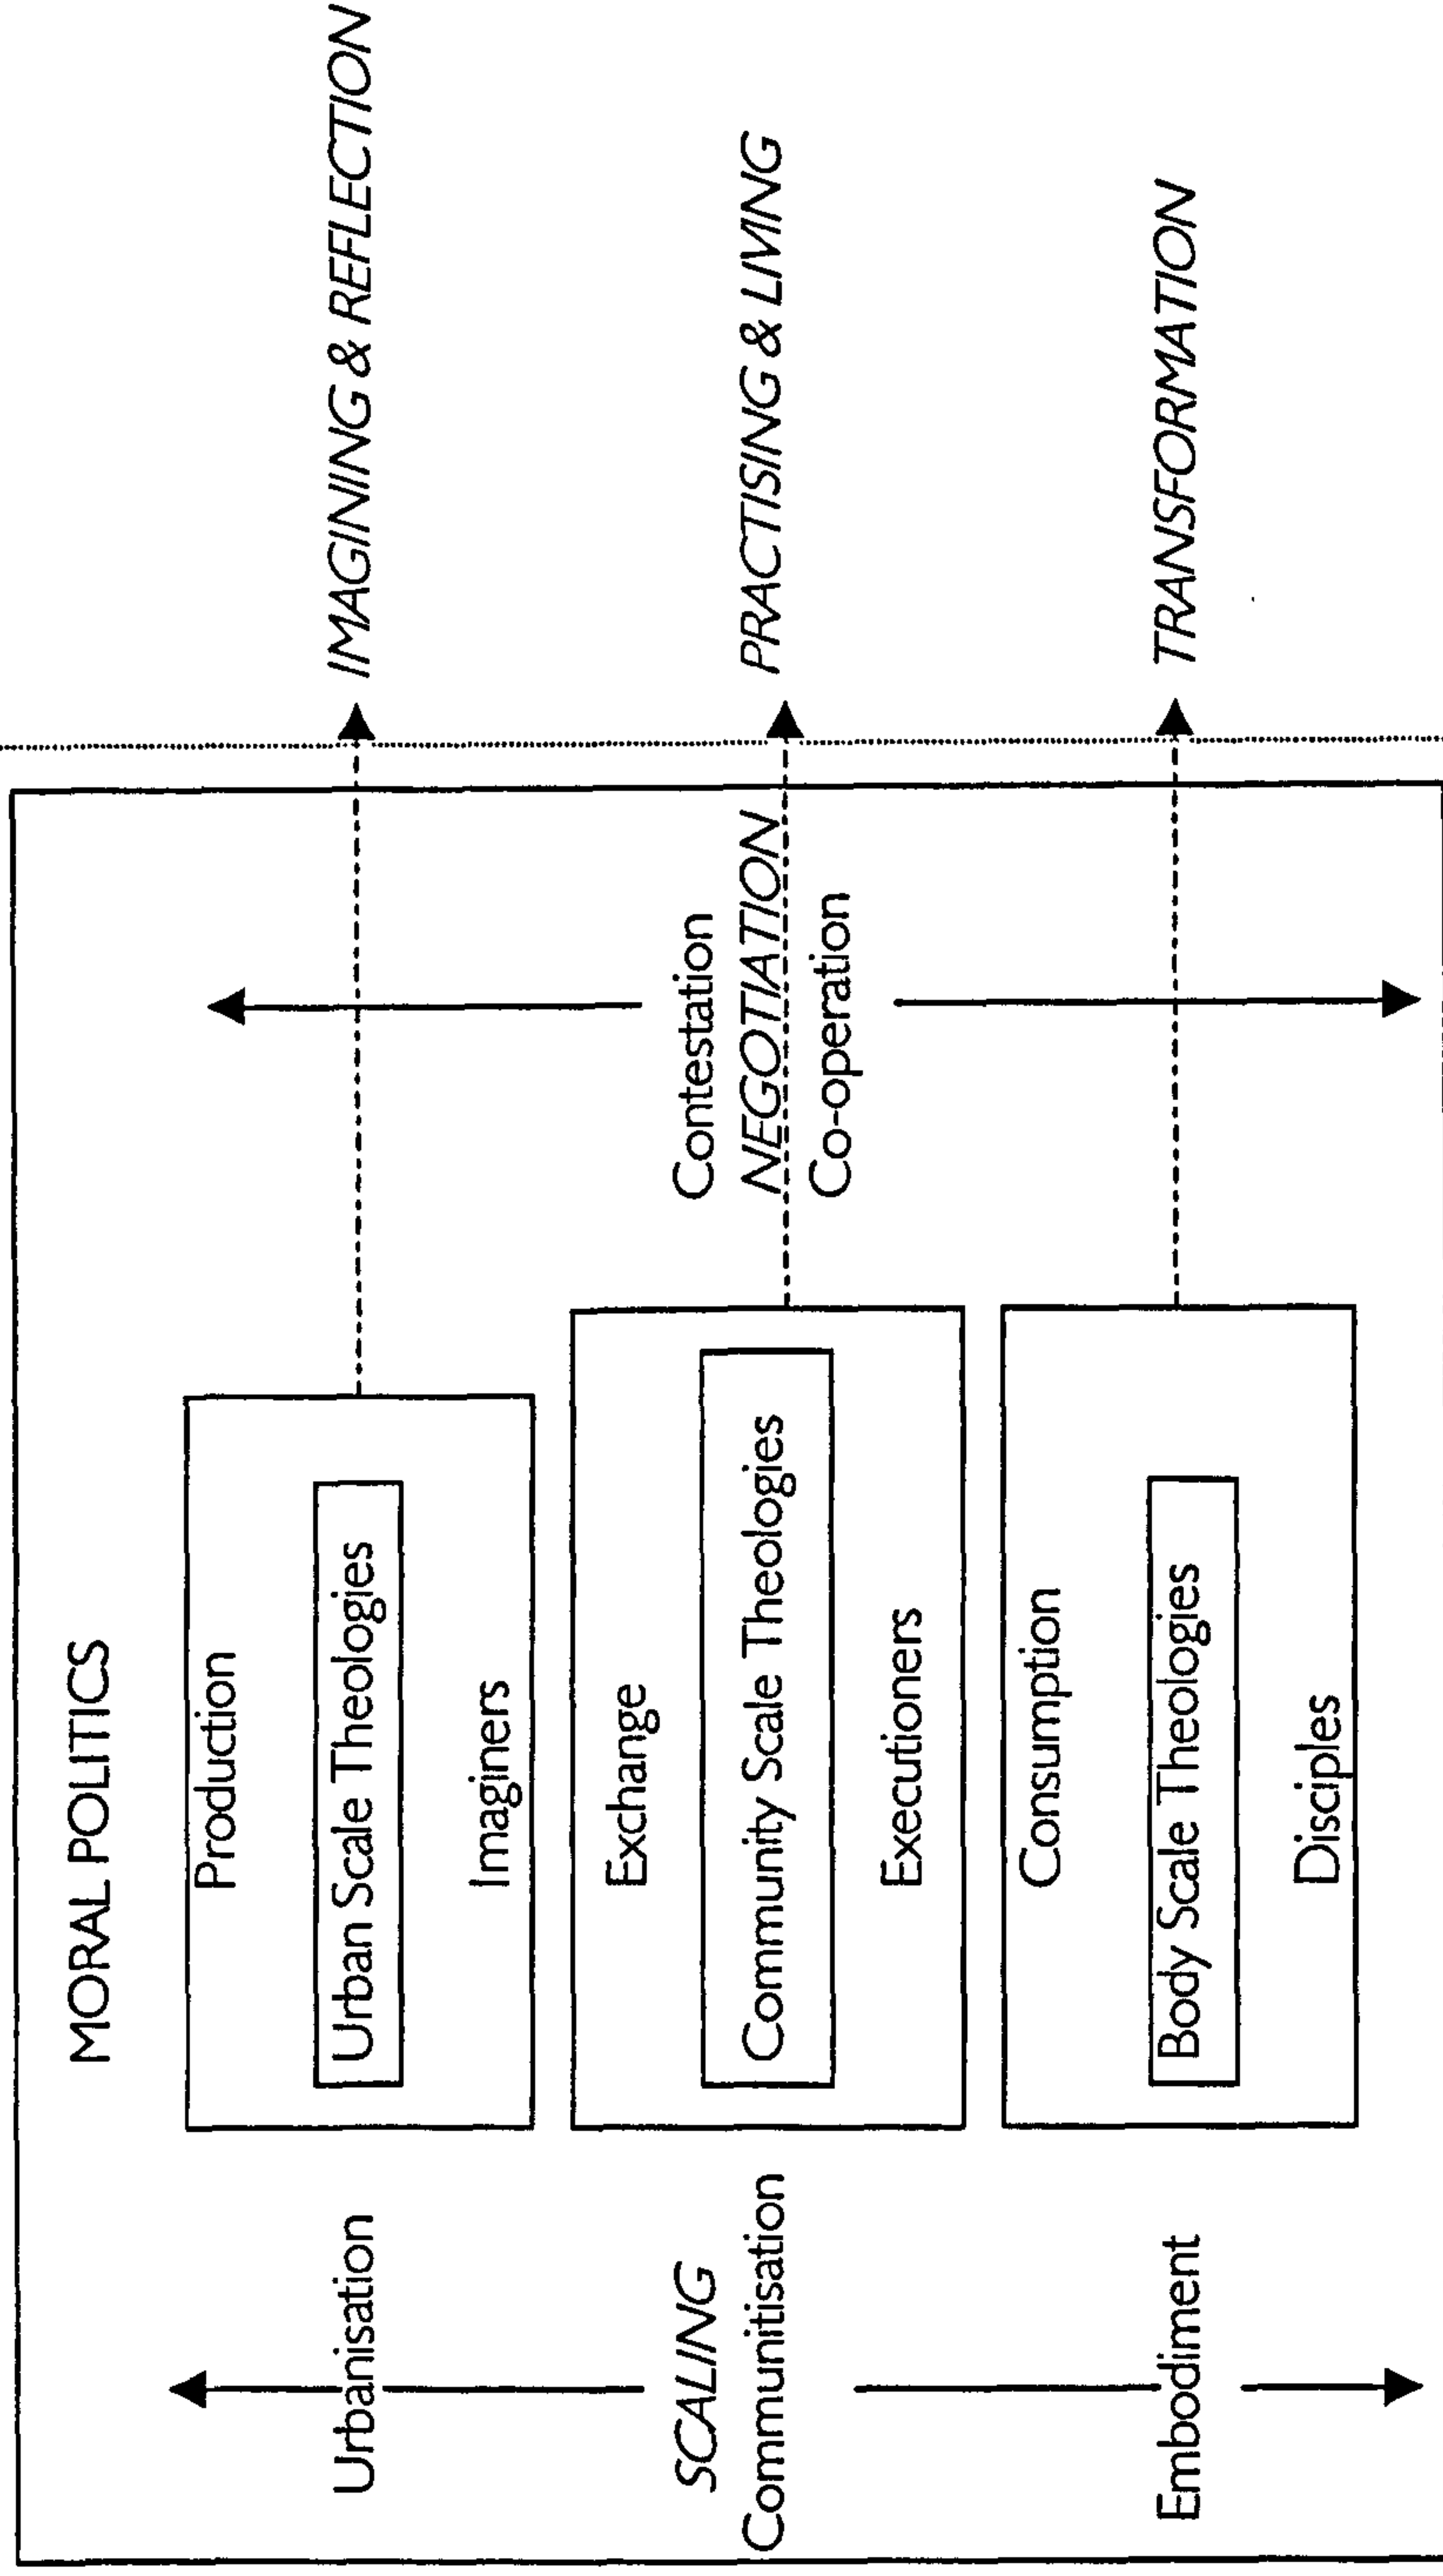 MORAL POLITICS
Urbanisation
Production
Urban Scale Theologies
Imaginers
IMAGINING & REFLECTION
SCALING
Communitisation
Exchange
Community Scale Theologies
Executioners
Contestation
NEGOTIATION
Co-operation
PRACTISING & LIVING
Embodiment
Consumption
Body Scale Theologies
Disciples
TRANSFORMATION